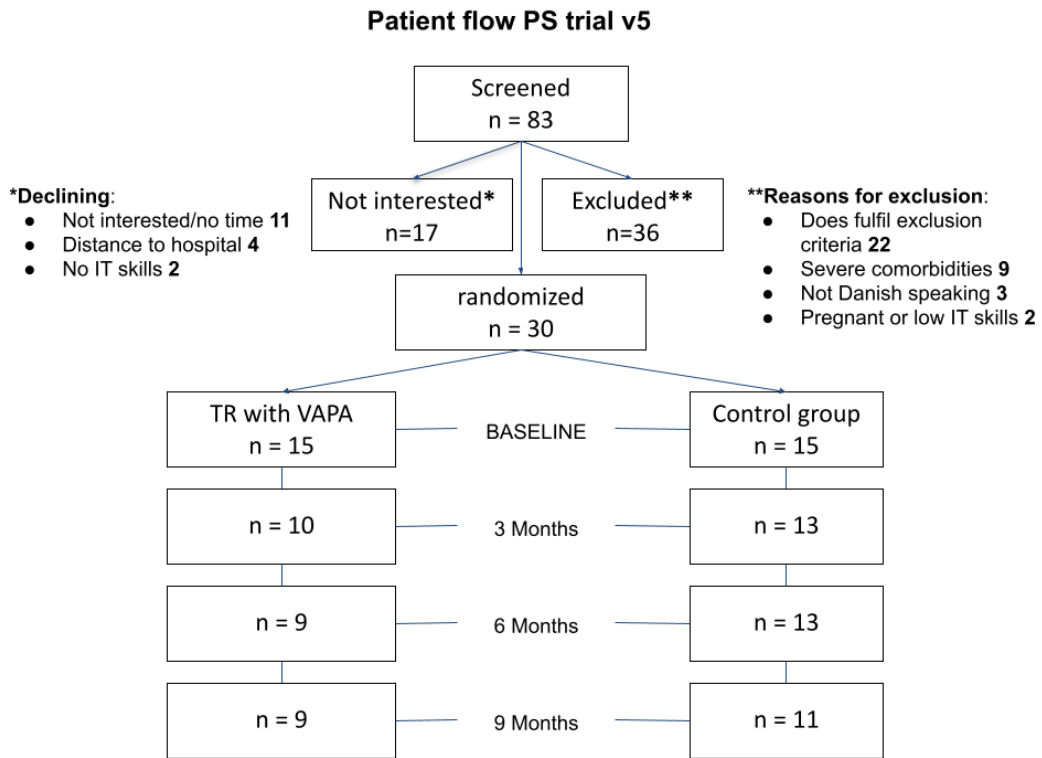 Patient flow PS trial v5
Screened
n = 83
*Declining:
● Not interested/no time 11
● Distance to hospital 4
● No IT skills 2
Not interested*
n=17
Excluded**
n=36
**Reasons for exclusion:
● Does fulfil exclusion
criteria 22
● Severe comorbidities 9
● Not Danish speaking 3
● Pregnant or low IT skills 2
randomized
n = 30
TR with VAPA
n = 15
BASELINE
Control group
n = 15
n = 10
3 Months
n = 13
n = 9
6 Months
n = 13
n = 9
9 Months
n = 11